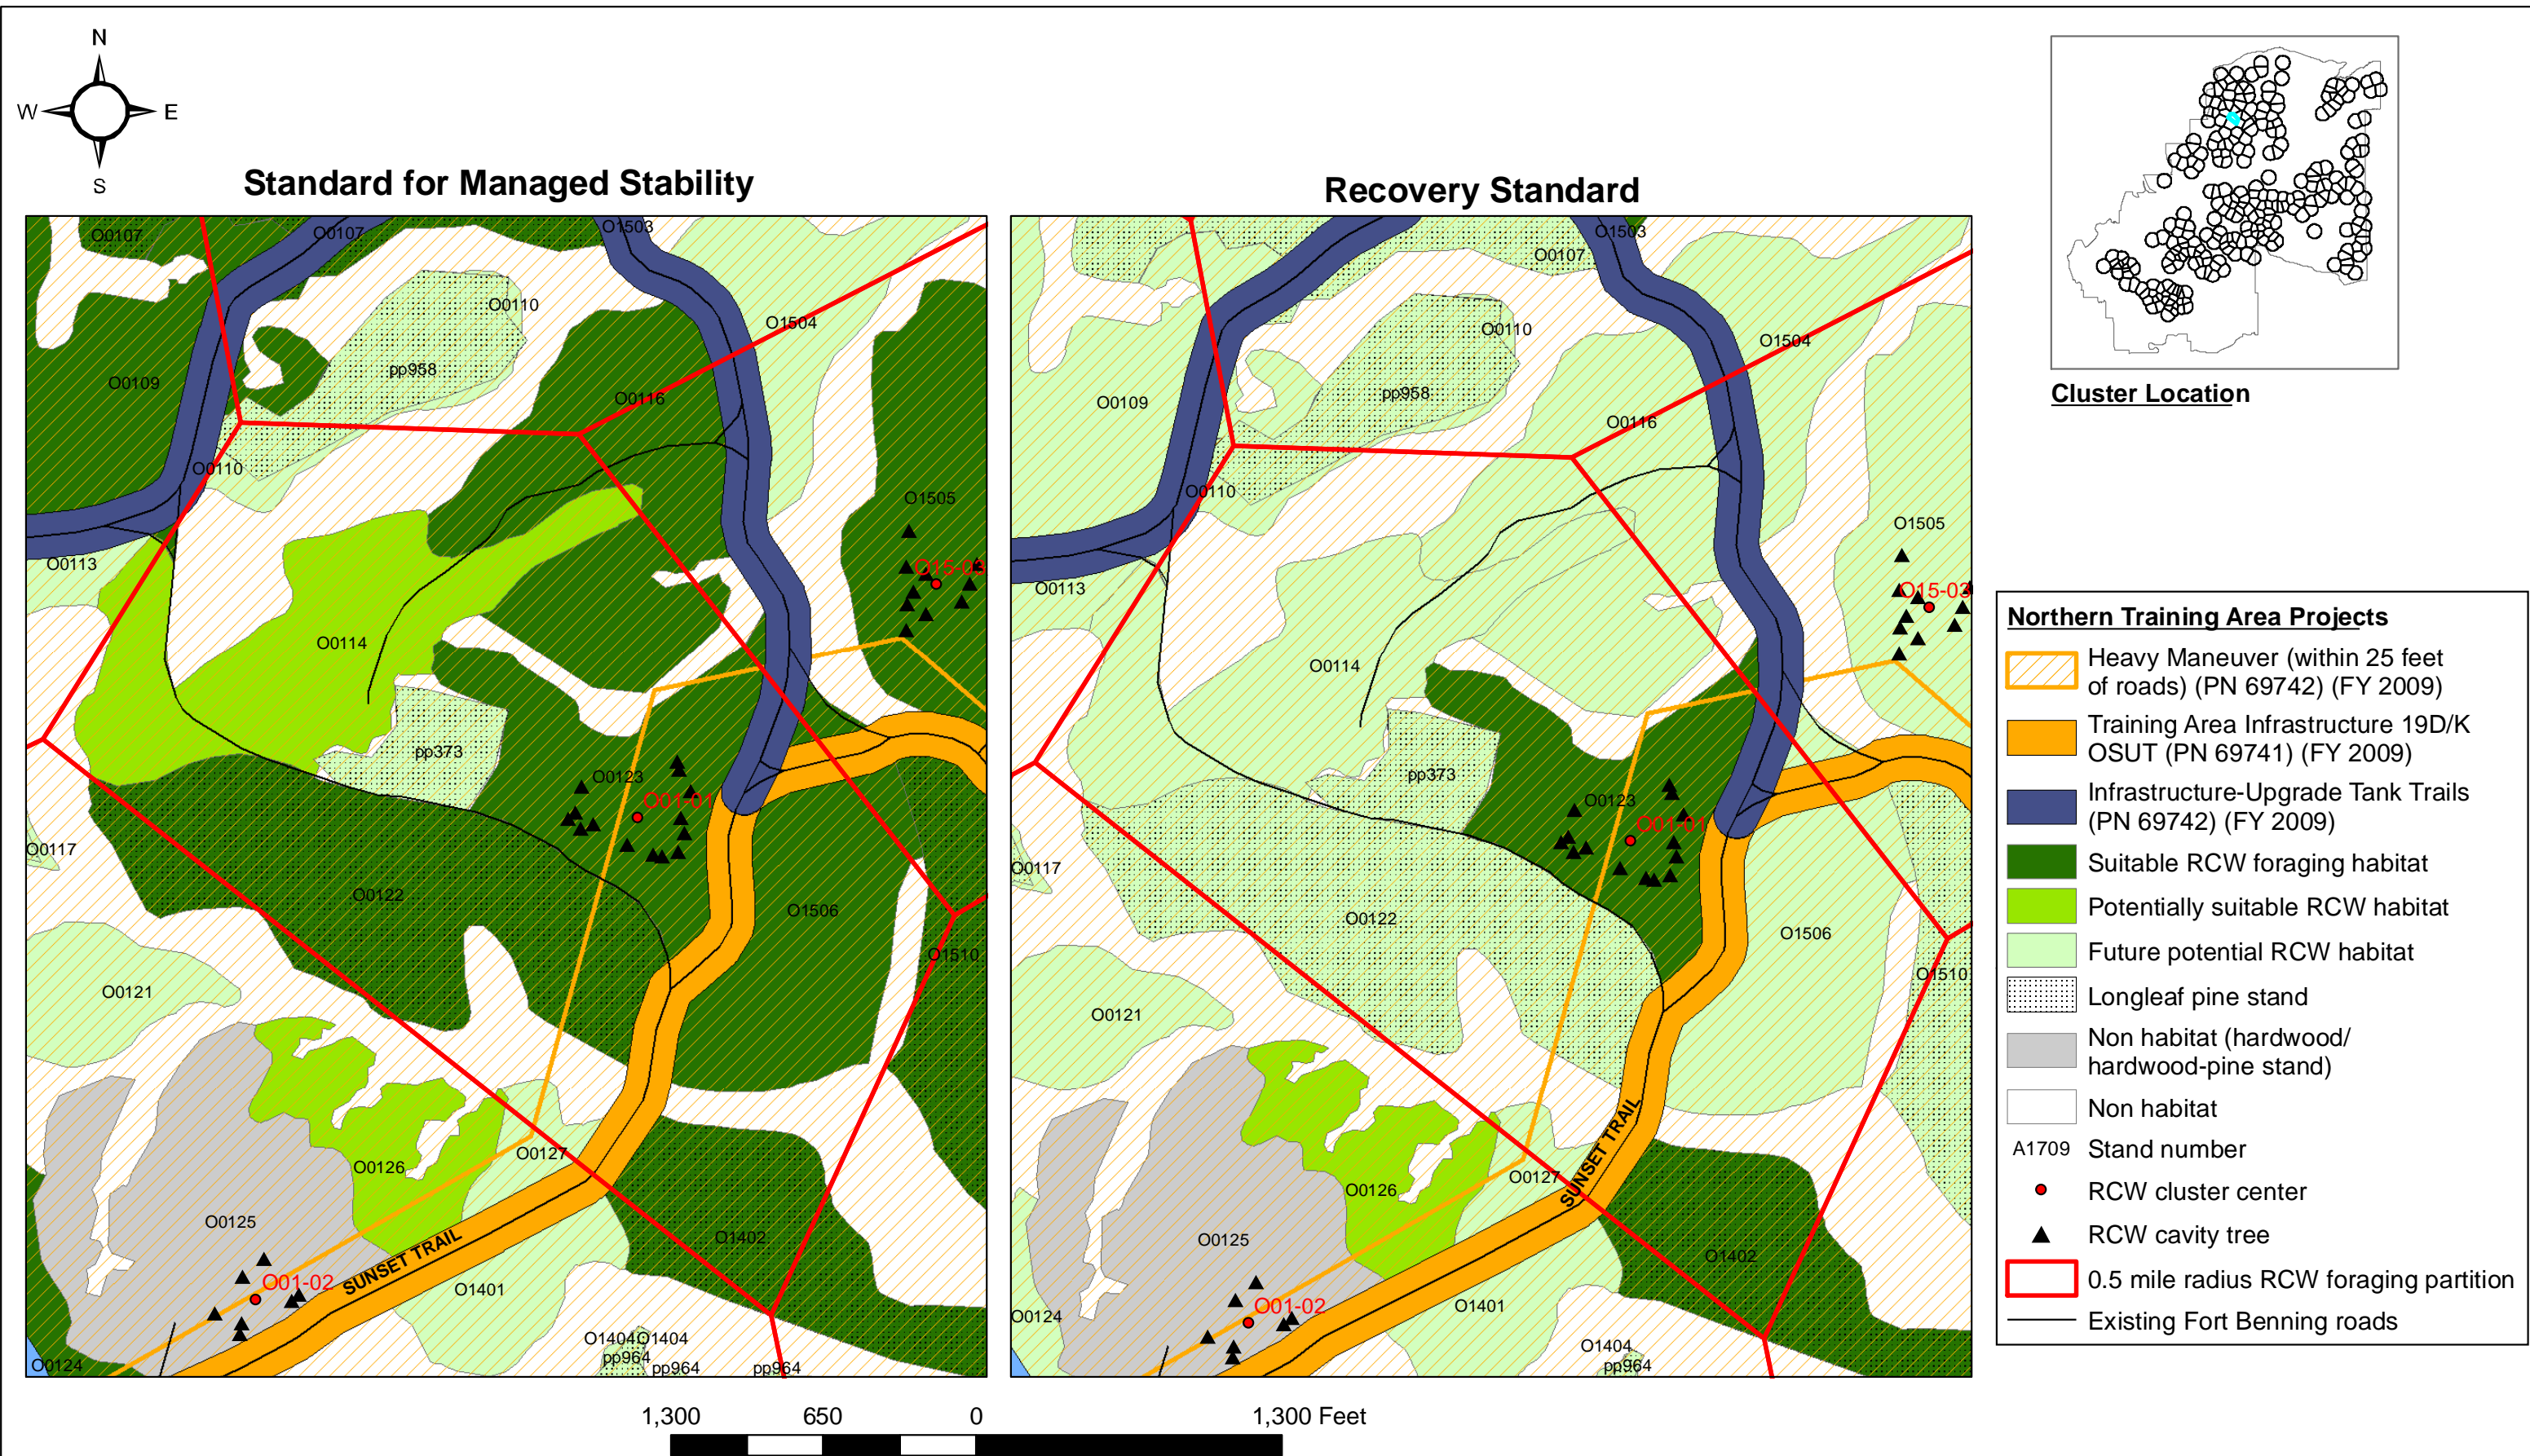 N
W
E
S
Standard for Managed Stability
Recovery Standard
Cluster Location
O0107
O0107
O1503
O0110
O1504
pp958
O0109
O0116
O0110
O1505
O0113
O15-03
O0114
pp373
O0123
O01-01
O0117
O0122
O1506
O1510
O0121
O0127
O0126
O0125
O1402
SUNSET TRAIL
O01-02
O1401
O1404
O1404
pp964
pp964
pp964
O0124
O1503
O0107
O0110
O1504
pp958
O0109
O0116
O0110
O1505
O0113
O15-03
O0114
pp373
O0123
O01-01
O0117
O0122
O1506
O1510
O0121
SUNSET TRAIL
O0127
O0126
O0125
O1402
O01-02
O1401
O0124
O1404
pp964
Northern Training Area Projects
Heavy Maneuver (within 25 feet
of roads) (PN 69742) (FY 2009)
Training Area Infrastructure 19D/K
OSUT (PN 69741) (FY 2009)
Infrastructure-Upgrade Tank Trails
(PN 69742) (FY 2009)
Suitable RCW foraging habitat
Potentially suitable RCW habitat
Future potential RCW habitat
Longleaf pine stand
Non habitat (hardwood/
hardwood-pine stand)
Non habitat
A1709 Stand number
RCW cluster center
RCW cavity tree
0.5 mile radius RCW foraging partition
Existing Fort Benning roads
1,300 650 0 1,300 Feet